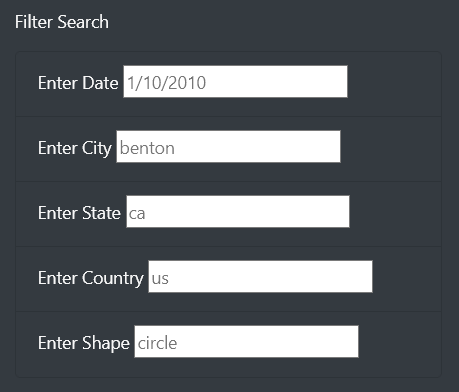 Filter Search
Enter Date 1/10/2010
Enter City benton
Enter State ca
Enter Country us
Enter Shape circle